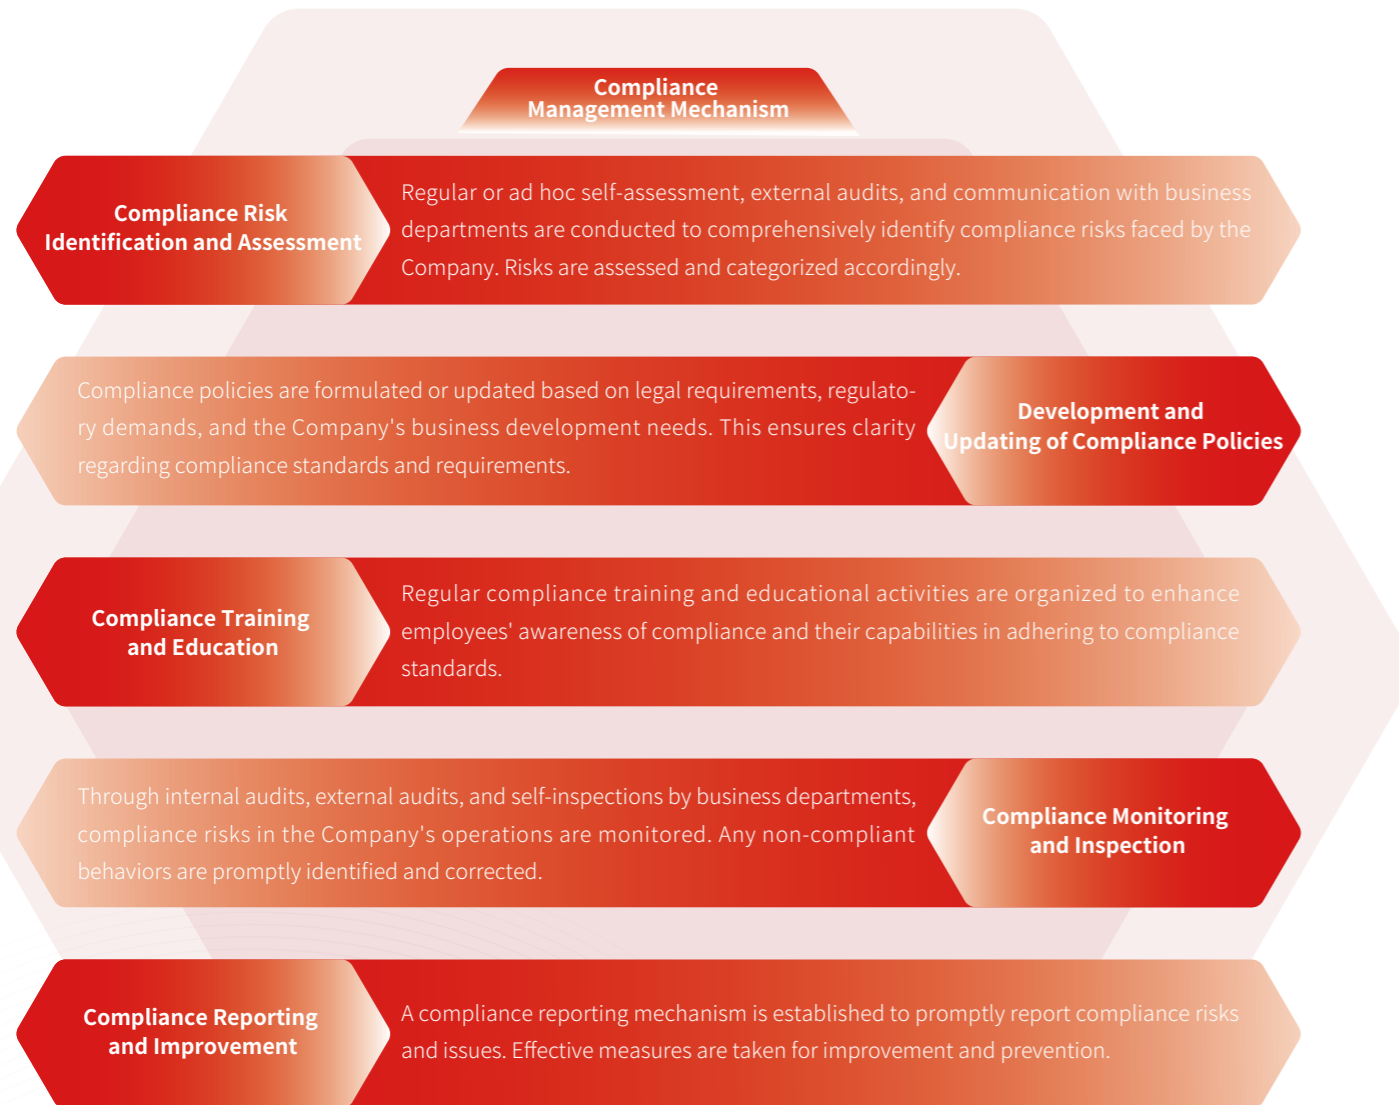 Compliance
Management Mechanism
Compliance Risk
Identification and Assessment
Regular or ad hoc self-assessment, external audits, and communication with business
departments are conducted to comprehensively identify compliance risks faced by the
Company. Risks are assessed and categorized accordingly.
Compliance policies are formulated or updated based on legal requirements, regulato-
ry demands, and the Company's business development needs. This ensures clarity
regarding compliance standards and requirements.
Development and
Updating of Compliance Policies
Compliance Training
and Education
Regular compliance training and educational activities are organized to enhance
employees' awareness of compliance and their capabilities in adhering to compliance
standards.
Through internal audits, external audits, and self-inspections by business departments,
compliance risks in the Company's operations are monitored. Any non-compliant
behaviors are promptly identified and corrected.
Compliance Monitoring
and Inspection
Compliance Reporting
and Improvement
A compliance reporting mechanism is established to promptly report compliance risks
and issues. Effective measures are taken for improvement and prevention.